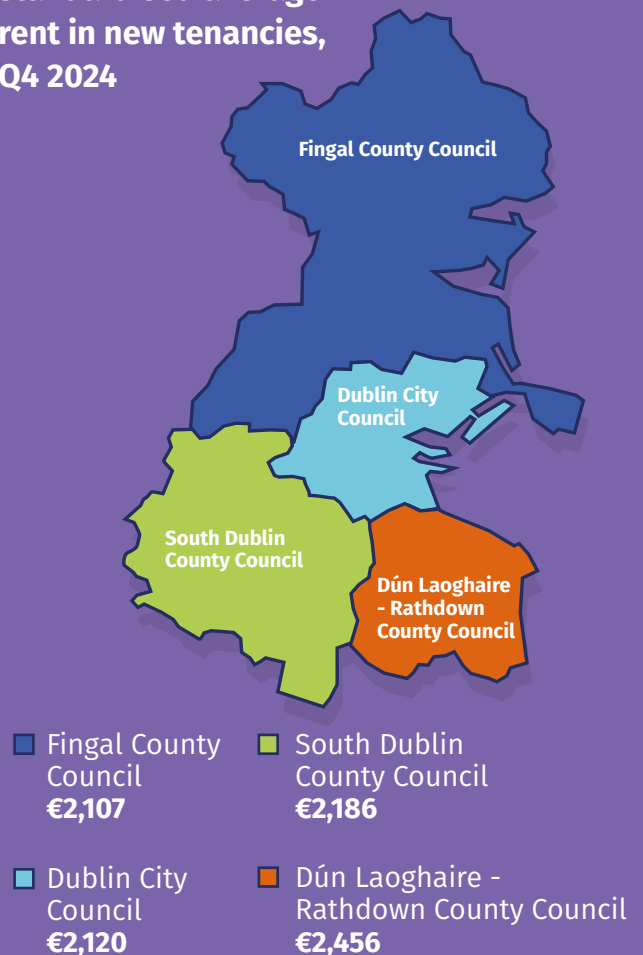 rent in new tenancies,
Q4 2024
Fingal County Council
Dublin City
Council
South Dublin
County Council
Dún Laoghaire
- Rathdown
County Council
Fingal County
Council
€2,107
South Dublin
County Council
€2,186
Dublin City
Council
€2,120
Dún Laoghaire -
Rathdown County Council
€2,456